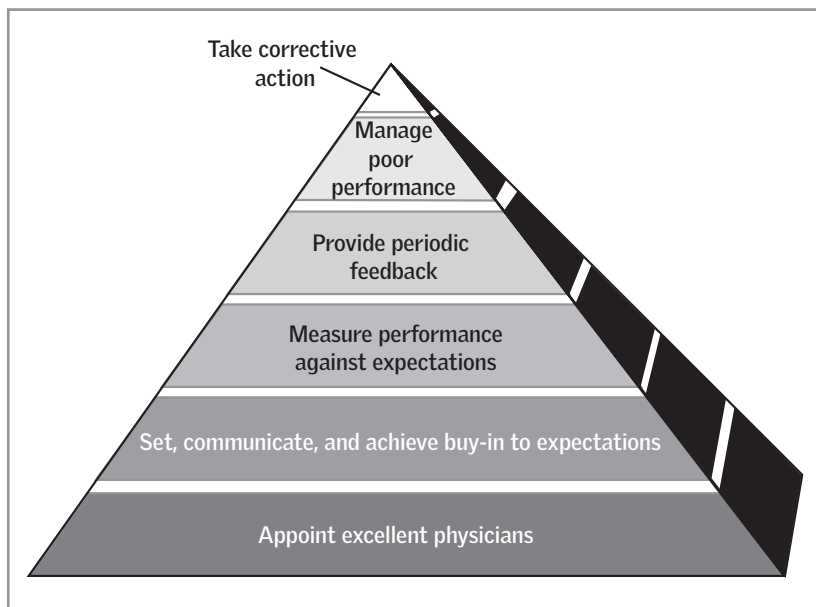 Take corrective
action
Manage
poor
performance
Provide periodic
feedback
Measure performance
against expectations
Set, communicate, and achieve buy-in to expectations
Appoint excellent physicians